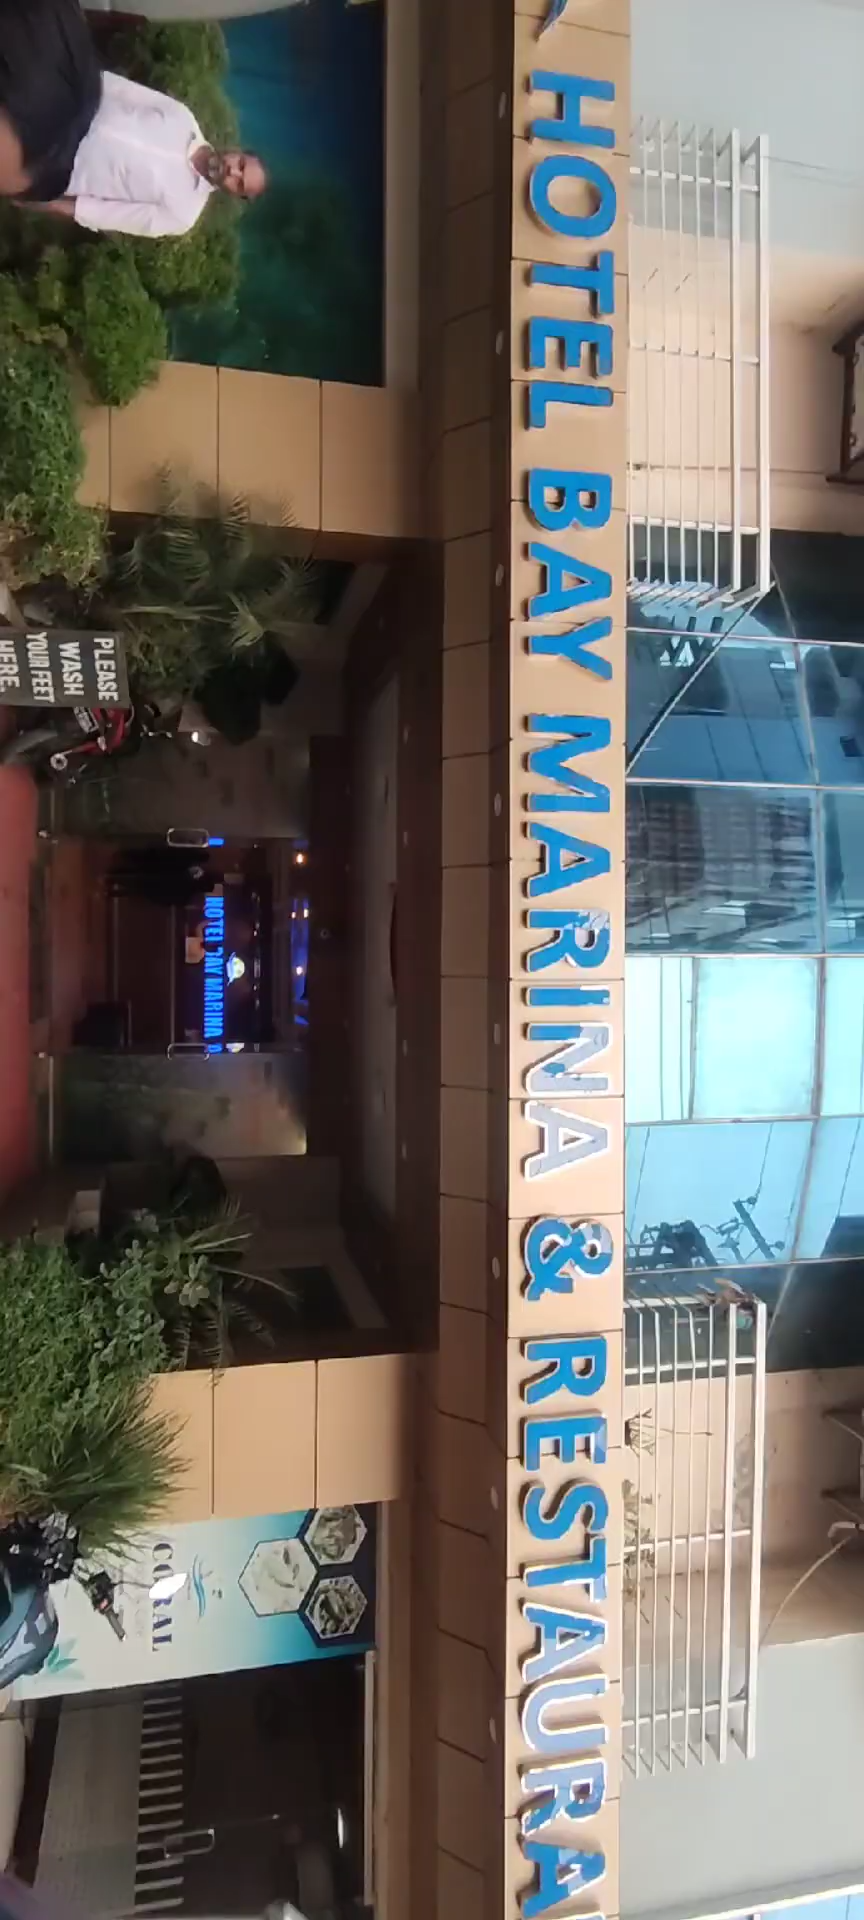 HOTEL BAY MARINA & RESTAURA
HOTEL BAY MARINA
PLEASE
WASH
YOUR FEET
HERE.
CORAL